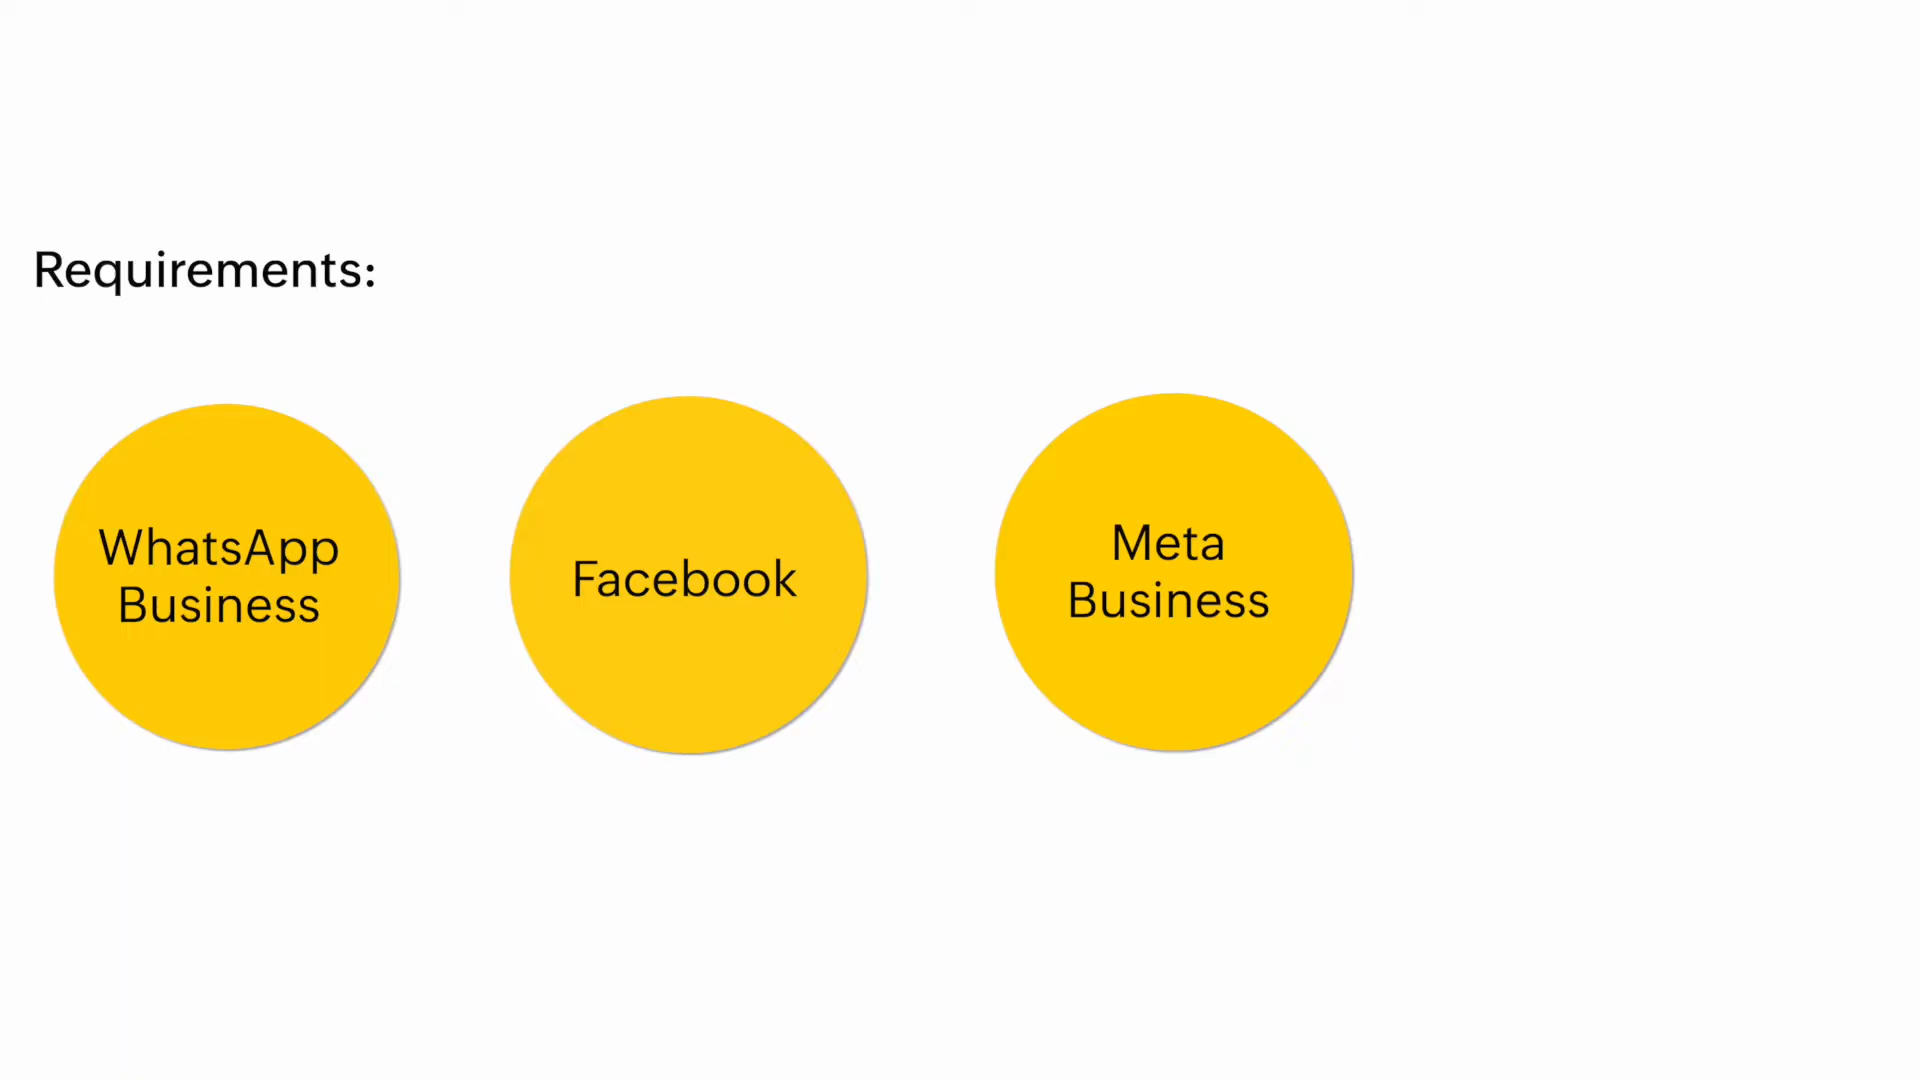 Requirements:
WhatsApp
Business
Facebook
Meta
Business